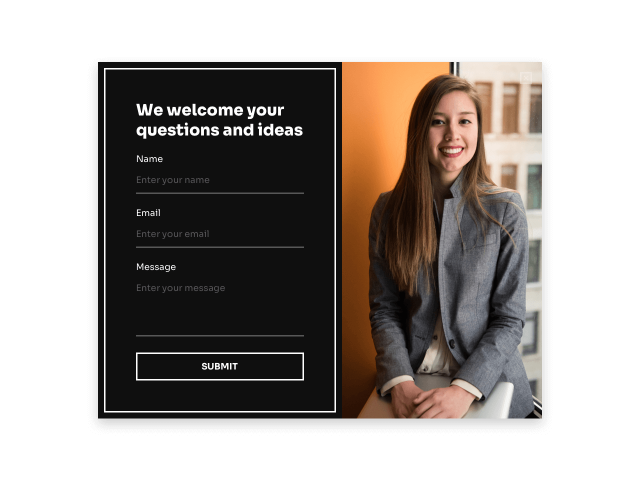 We welcome your
questions and ideas
Name
Enter your name
Email
Enter your email
Message
Enter your message
SUBMIT